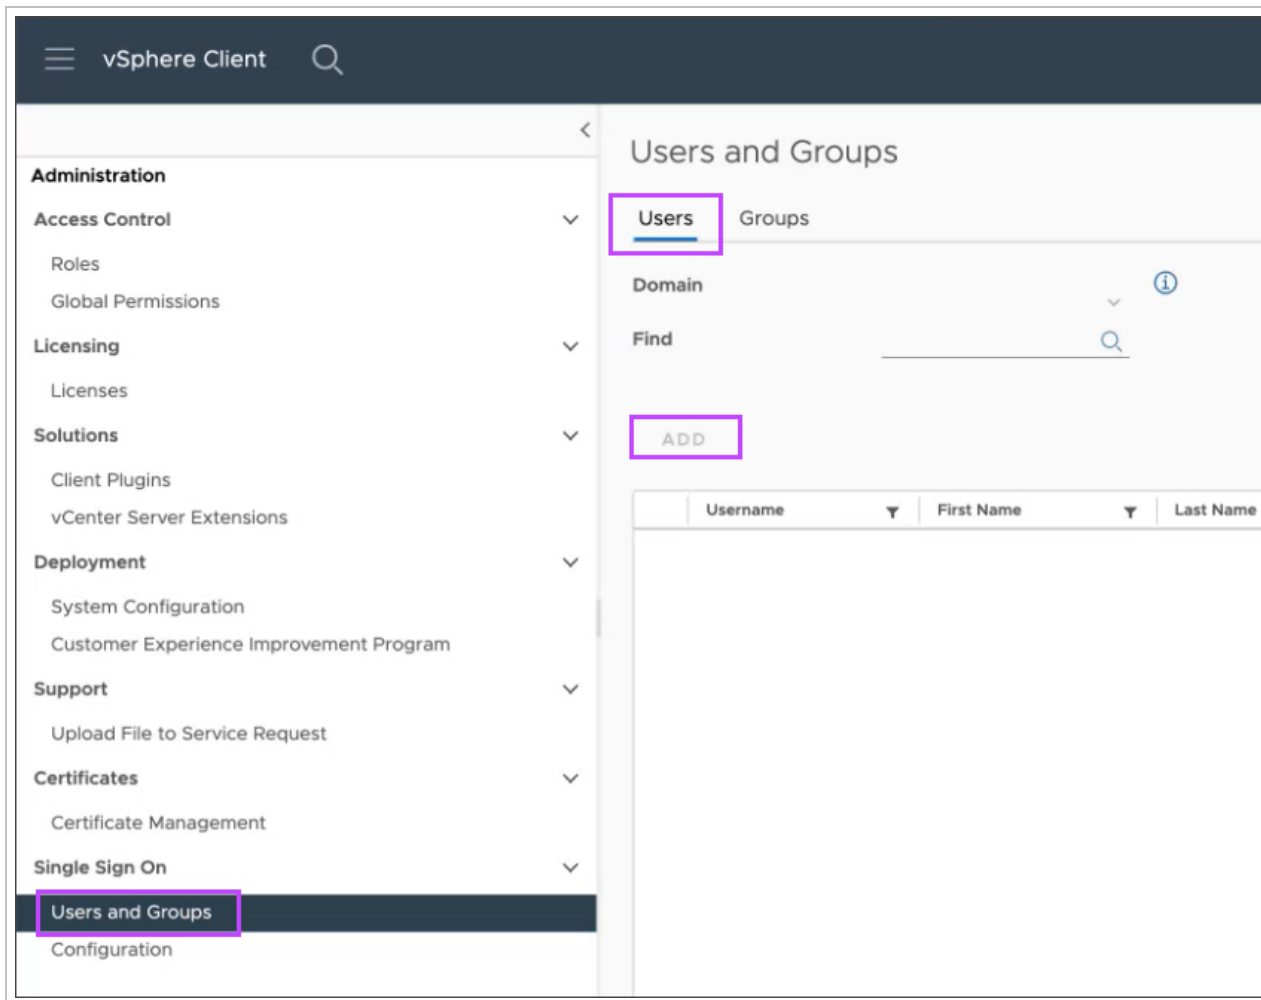 vSphere Client
Administration
Access Control
Roles
Global Permissions
Licensing
Licenses
Solutions
Client Plugins
vCenter Server Extensions
Deployment
System Configuration
Customer Experience Improvement Program
Support
Upload File to Service Request
Certificates
Certificate Management
Single Sign On
Users and Groups
Configuration
Users and Groups
Users Groups
Domain
Find
ADD
Username First Name Last Name